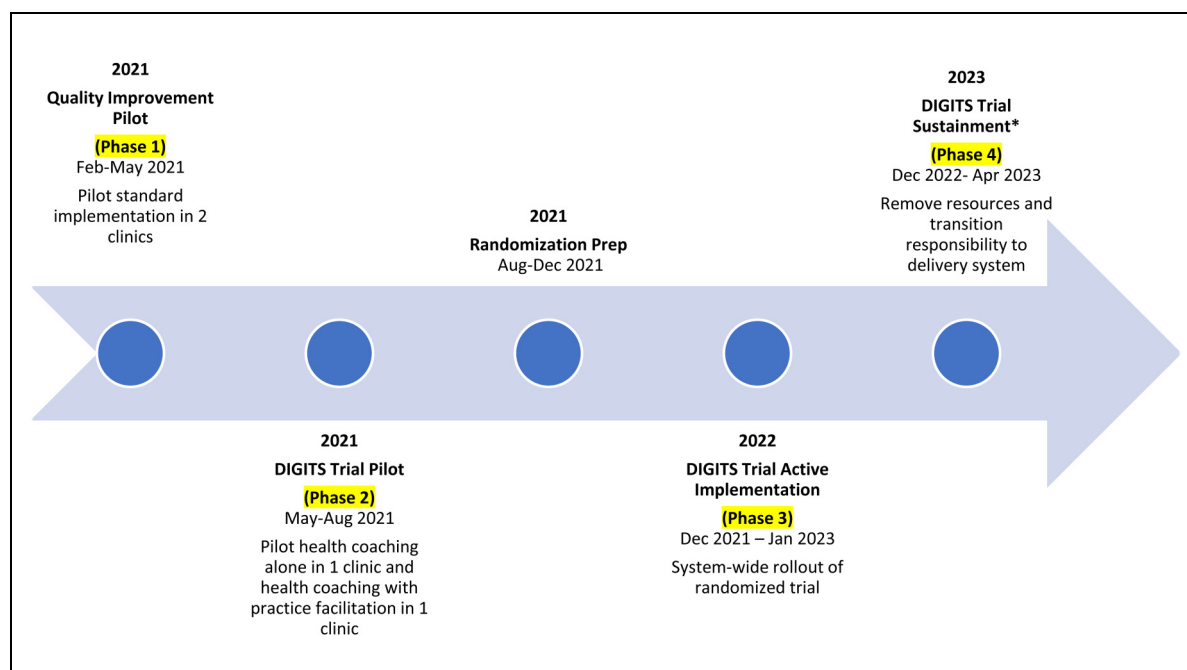 2021
Quality Improvement
Pilot
(Phase 1)
Feb-May 2021
Pilot standard
implementation in 2
clinics
2021
DIGITS Trial Pilot
(Phase 2)
May-Aug 2021
Pilot health coaching
alone in 1 clinic and
health coaching with
practice facilitation in 1
clinic
2021
Randomization Prep
Aug-Dec 2021
2022
DIGITS Trial Active
Implementation
(Phase 3)
Dec 2021 – Jan 2023
System-wide rollout of
randomized trial
2023
DIGITS Trial
Sustainment*
(Phase 4)
Dec 2022- Apr 2023
Remove resources and
transition
responsibility to
delivery system